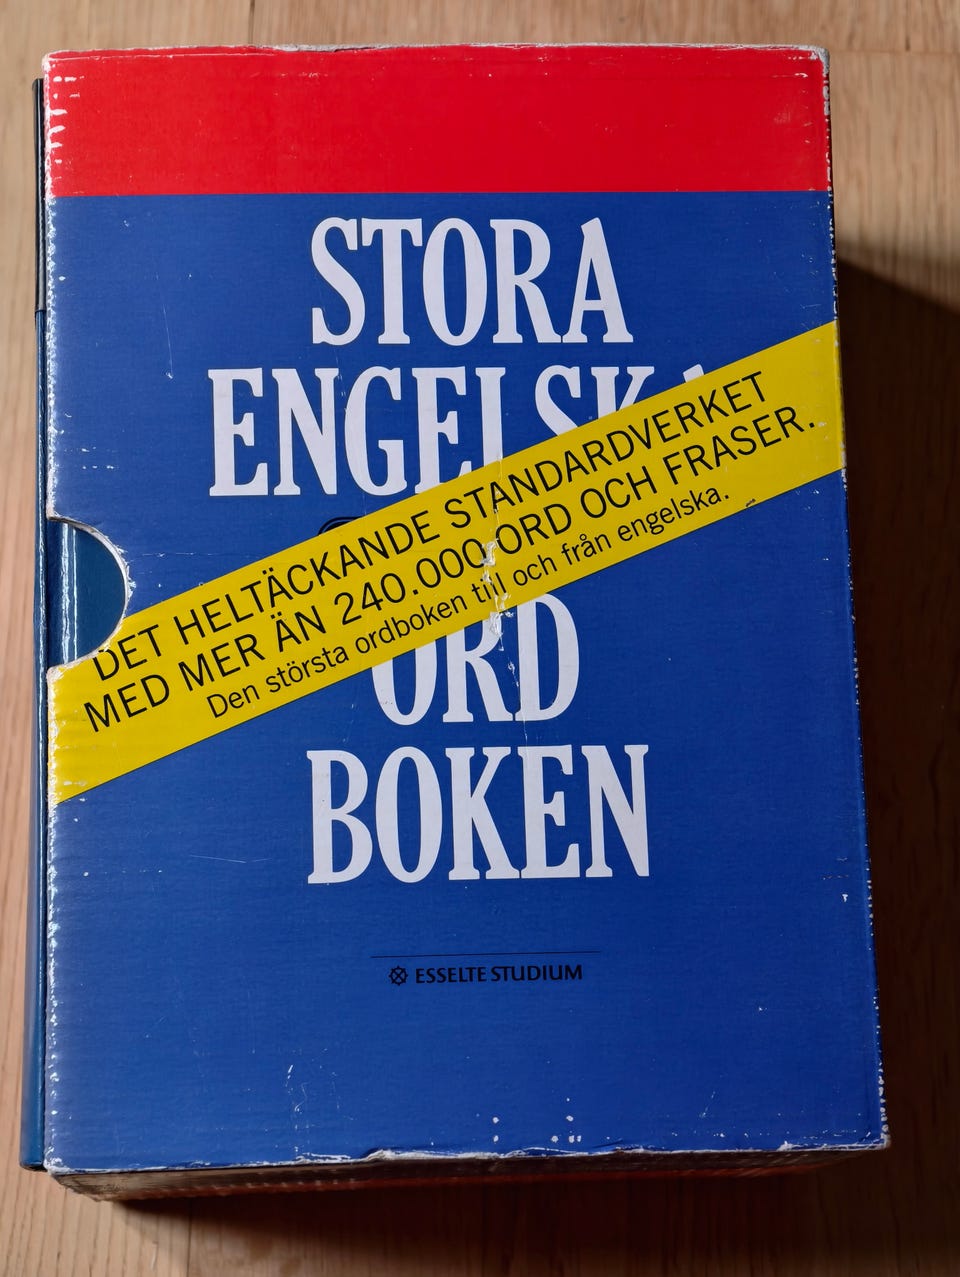 STORA
ENGELSKA
DET HELTÄCKANDE STANDARDVERKET
MED MER ÄN 240.000 ORD OCH FRASER.
Den största ordboken till och från engelska.
ORD
BOKEN
ESSELTE STUDIUM